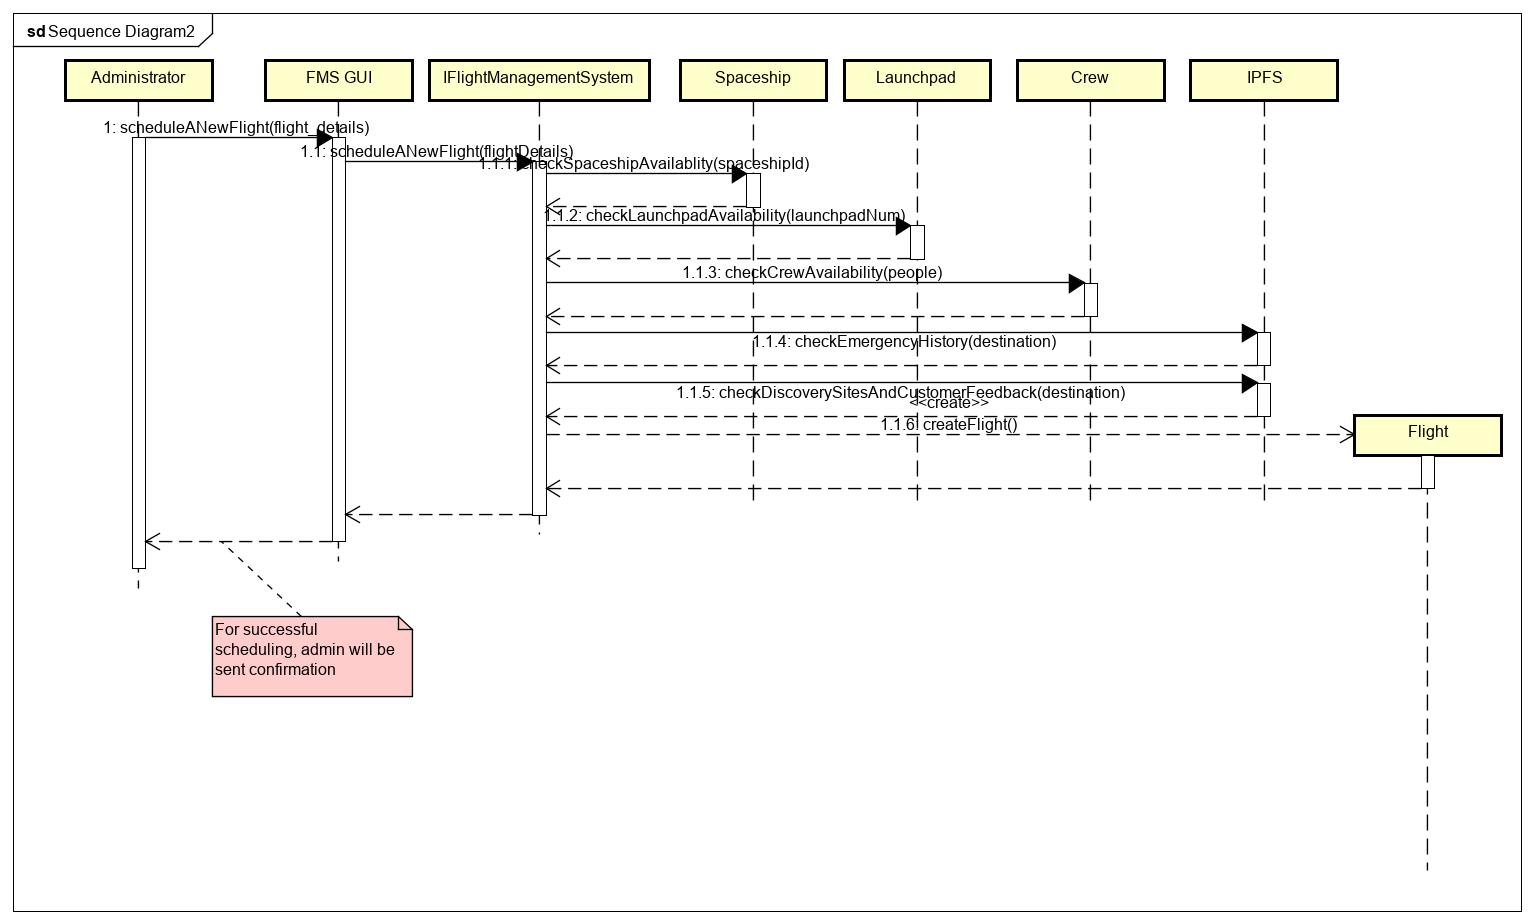 sd Sequence Diagram2
Administrator
FMS GUI
IFlightManagementSystem
Spaceship
Launchpad
Crew
IPFS
1: scheduleANewFlight(flight_details)
1.1: scheduleANewFlight(flightDetails)
1.1.1: checkSpaceshipAvailablity(spaceshipId)
1.1.2: checkLaunchpadAvailability(launchpadNum)
1.1.3: checkCrewAvailability(people)
1.1.4: checkEmergencyHistory(destination)
1.1.5: checkDiscoverySitesAndCustomerFeedback(destination)
<<create>>
1.1.6: createFlight()
Flight
For successful
scheduling, admin will be
sent confirmation